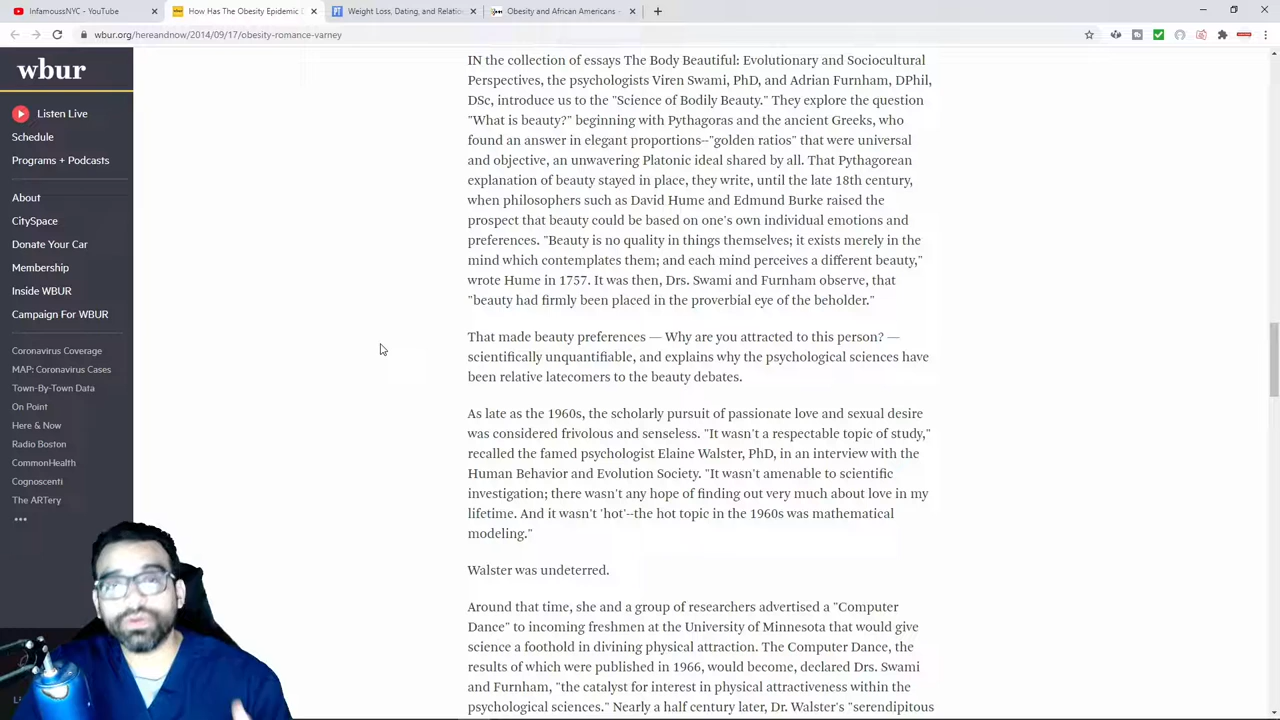 InfamousNYC - YouTube
How Has The Obesity Epidemic
Weight Loss, Dating, and Relatio
Obesity and African Americans -
wbur.org/hereandnow/2014/09/17/obesity-romance-varney
wbur
Listen Live
Schedule
Programs + Podcasts
About
CitySpace
Donate Your Car
Membership
Inside WBUR
Campaign For WBUR
Coronavirus Coverage
MAP: Coronavirus Cases
Town-By-Town Data
On Point
Here & Now
Radio Boston
CommonHealth
Cognoscenti
The ARTery
IN the collection of essays The Body Beautiful: Evolutionary and Sociocultural
Perspectives, the psychologists Viren Swami, PhD, and Adrian Furnham, DPhil,
DSc, introduce us to the "Science of Bodily Beauty." They explore the question
"What is beauty?" beginning with Pythagoras and the ancient Greeks, who
found an answer in elegant proportions--"golden ratios" that were universal
and objective, an unwavering Platonic ideal shared by all. That Pythagorean
explanation of beauty stayed in place, they write, until the late 18th century,
when philosophers such as David Hume and Edmund Burke raised the
prospect that beauty could be based on one's own individual emotions and
preferences. "Beauty is no quality in things themselves; it exists merely in the
mind which contemplates them; and each mind perceives a different beauty,"
wrote Hume in 1757. It was then, Drs. Swami and Furnham observe, that
"beauty had firmly been placed in the proverbial eye of the beholder."
That made beauty preferences — Why are you attracted to this person? —
scientifically unquantifiable, and explains why the psychological sciences have
been relative latecomers to the beauty debates.
As late as the 1960s, the scholarly pursuit of passionate love and sexual desire
was considered frivolous and senseless. "It wasn't a respectable topic of study,"
recalled the famed psychologist Elaine Walster, PhD, in an interview with the
Human Behavior and Evolution Society. "It wasn't amenable to scientific
investigation; there wasn't any hope of finding out very much about love in my
lifetime. And it wasn't 'hot'--the hot topic in the 1960s was mathematical
modeling."
Walster was undeterred.
Around that time, she and a group of researchers advertised a "Computer
Dance" to incoming freshmen at the University of Minnesota that would give
science a foothold in divining physical attraction. The Computer Dance, the
results of which were published in 1966, would become, declared Drs. Swami
and Furnham, "the catalyst for interest in physical attractiveness within the
psychological sciences." Nearly a half century later, Dr. Walster's "serendipitous